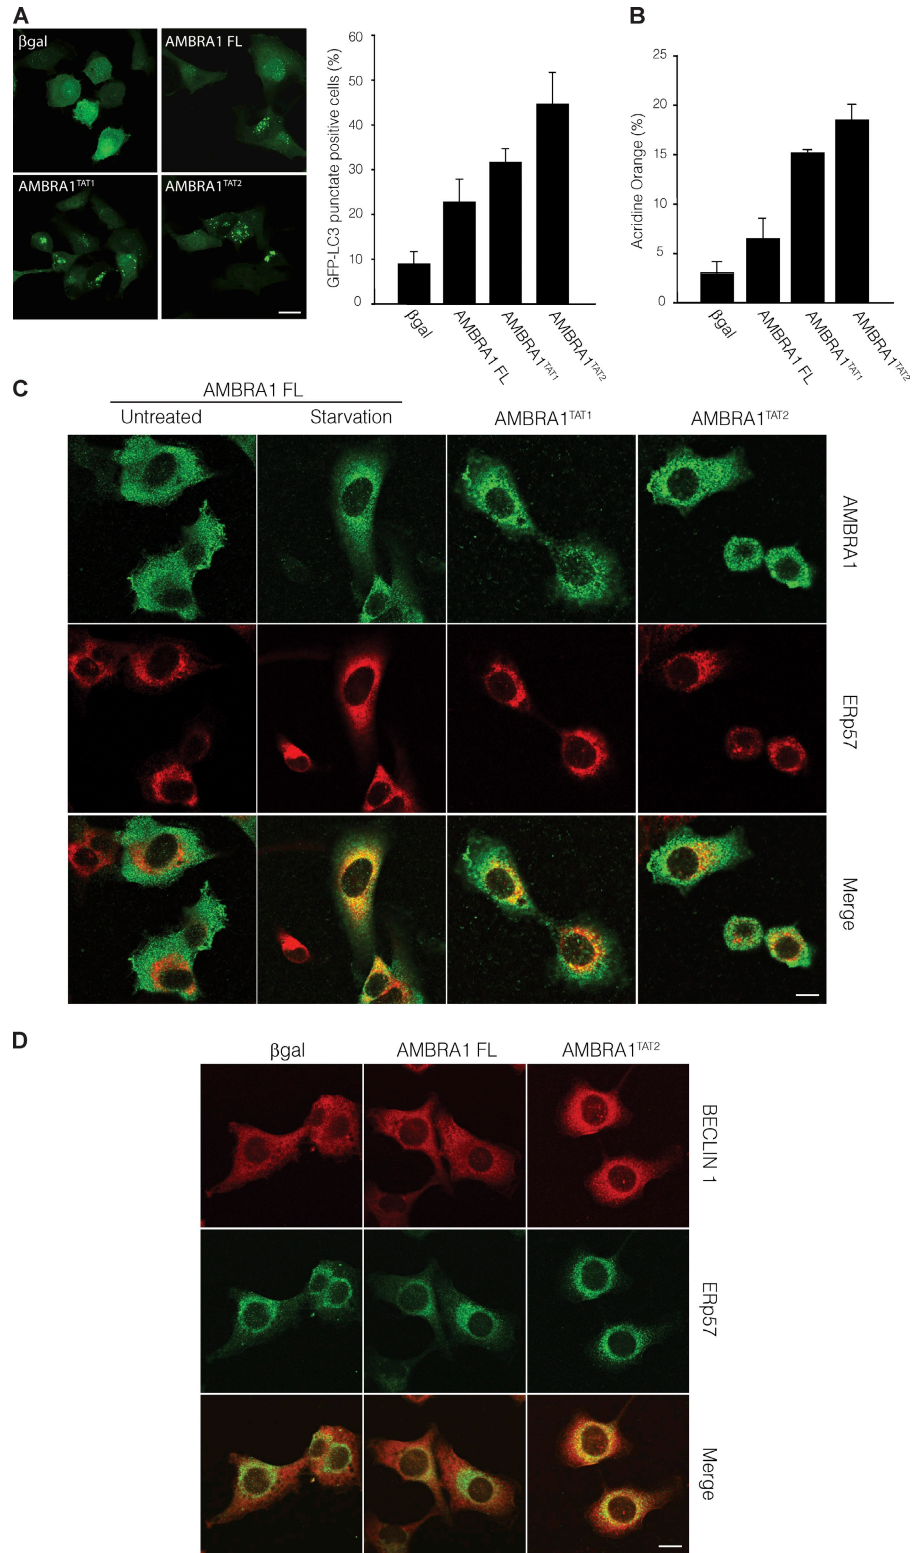 A
βgal
AMBRA1 FL
AMBRA1TAT1
AMBRA1TAT2
GFP-LC3 punctate positive cells (%)
60
50
40
30
20
10
0
βgal
AMBRA1 FL
AMBRA1TAT1
AMBRA1TAT2
B
Acridine Orange (%)
25
20
15
10
5
0
βgal
AMBRA1 FL
AMBRA1TAT1
AMBRA1TAT2
C
AMBRA1 FL
Untreated
Starvation
AMBRA1TAT1
AMBRA1TAT2
AMBRA1
ERp57
Merge
D
βgal
AMBRA1 FL
AMBRA1TAT2
BECLIN 1
ERp57
Merge